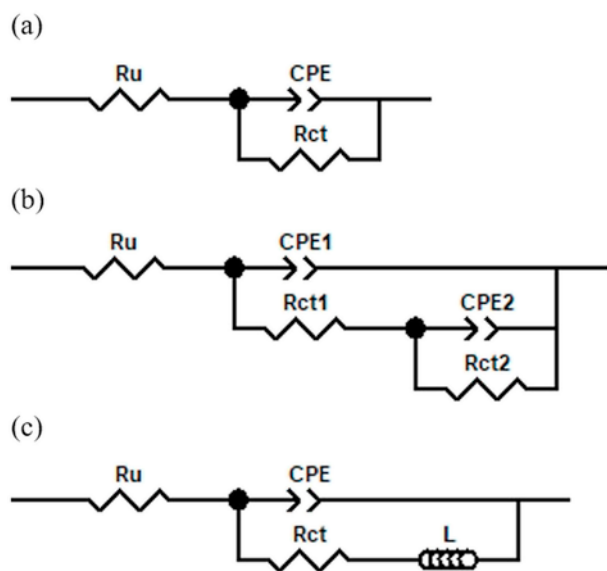 (a)
Ru
CPE
Rct
(b)
Ru
CPE1
Rct1
CPE2
Rct2
(c)
Ru
CPE
Rct
L